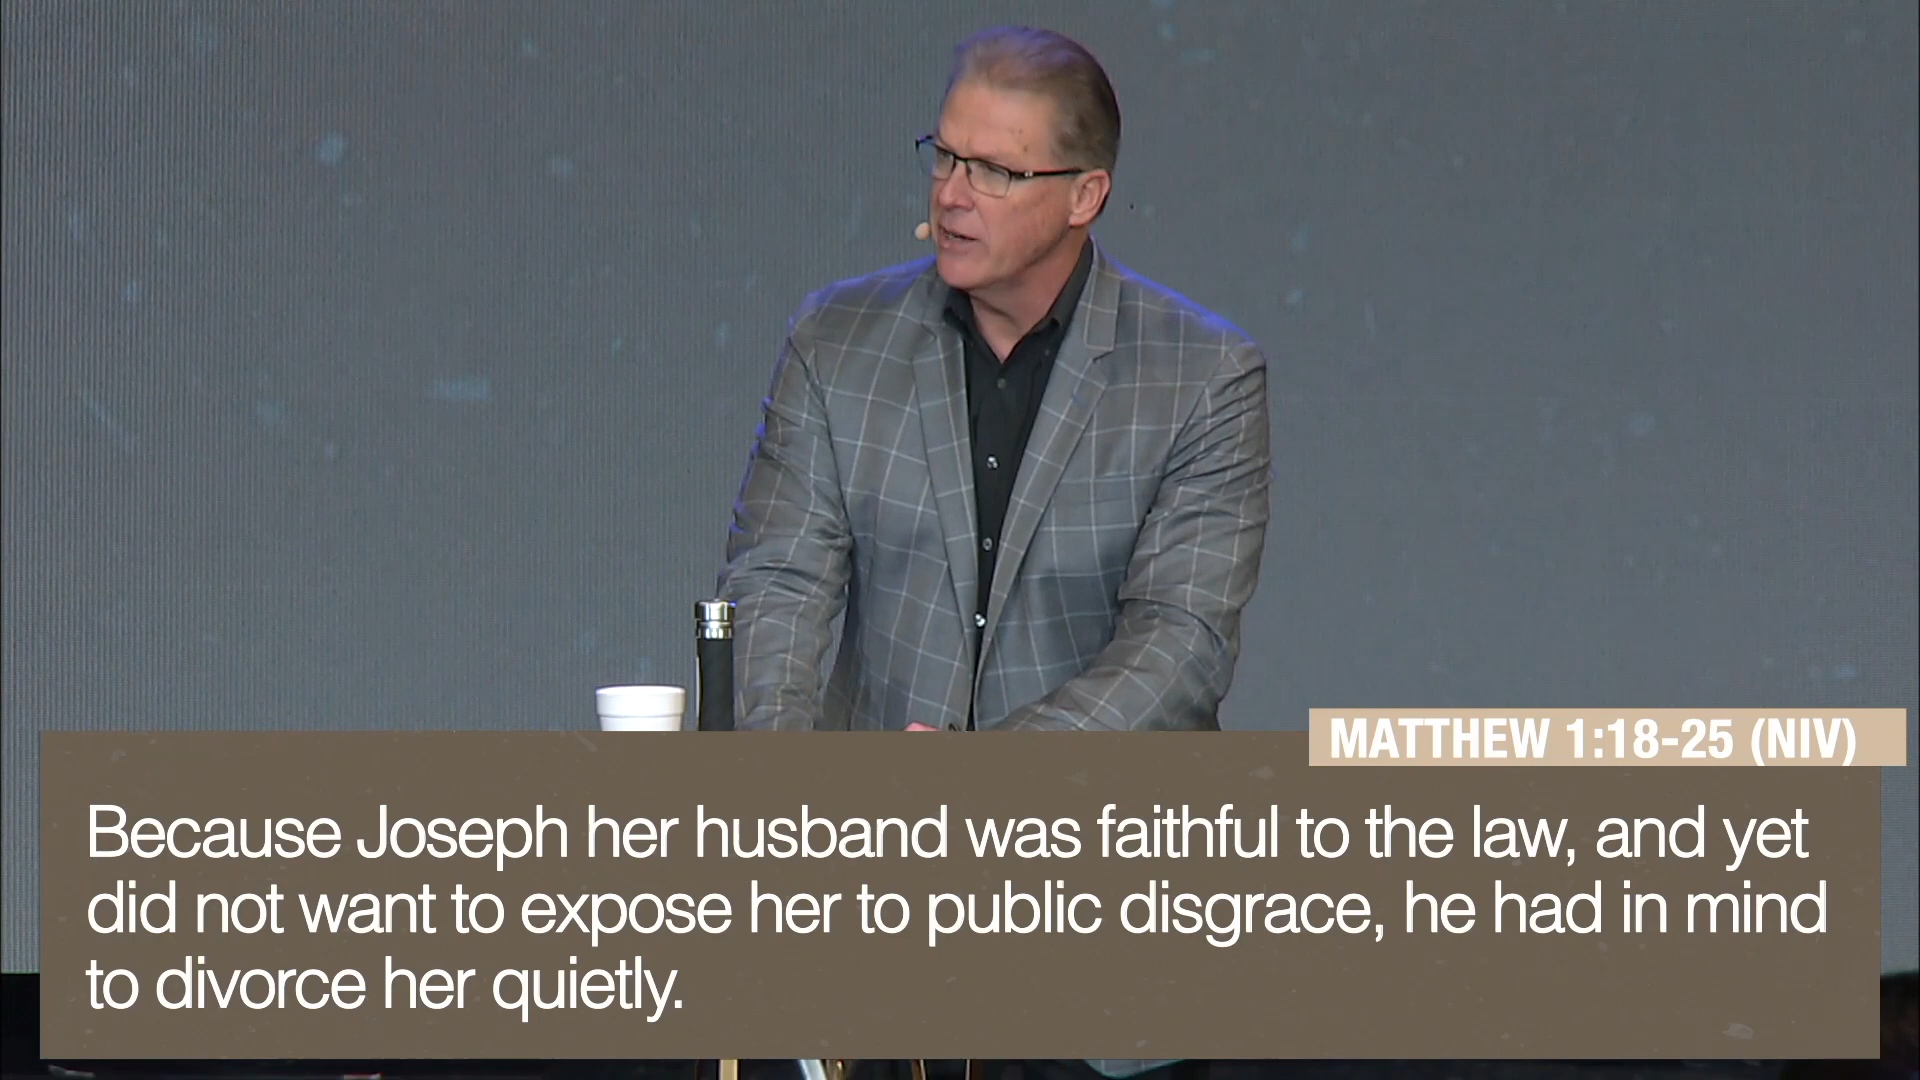 MATTHEW 1:18-25 (NIV)
Because Joseph her husband was faithful to the law, and yet
did not want to expose her to public disgrace, he had in mind
to divorce her quietly.